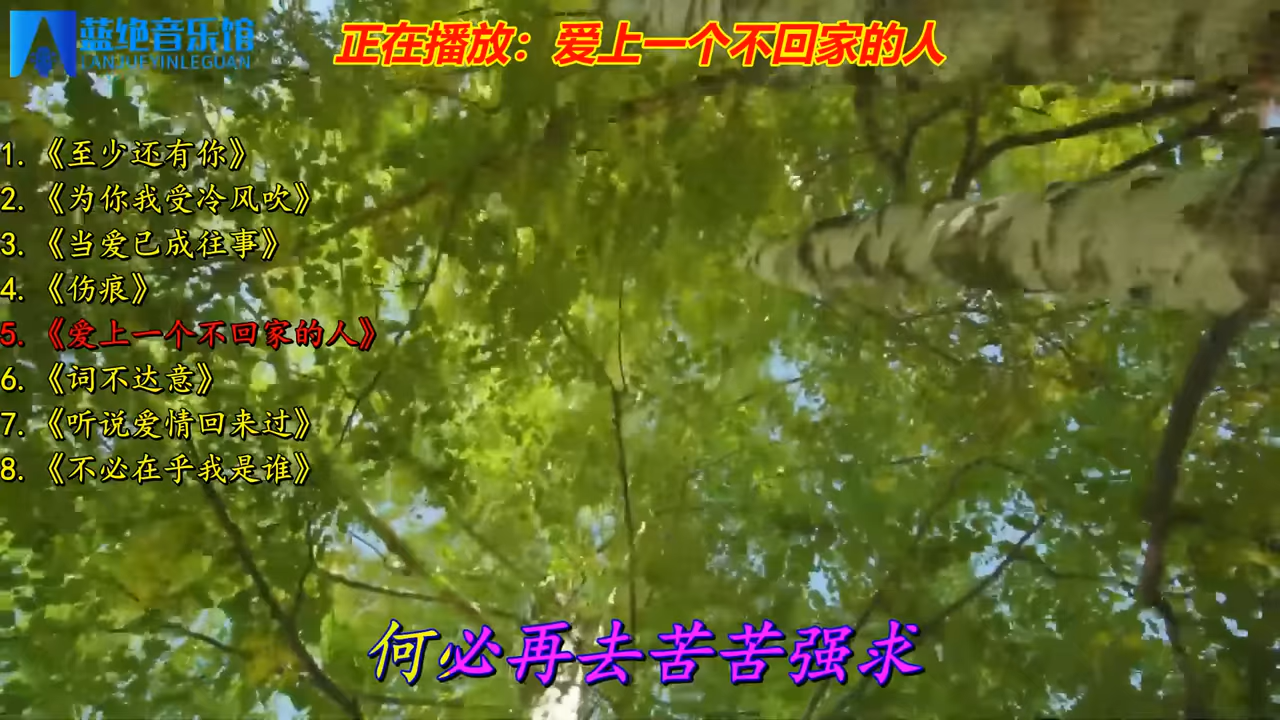 蓝绝音乐馆
LANJUEYINLEGUAN
正在播放：爱上一个不回家的人
1.《至少还有你》
2.《为你我受冷风吹》
3.《当爱已成往事》
4.《伤痕》
5.《爱上一个不回家的人》
6.《词不达意》
7.《听说爱情回来过》
8.《不必在乎我是谁》
何必再去苦苦强求